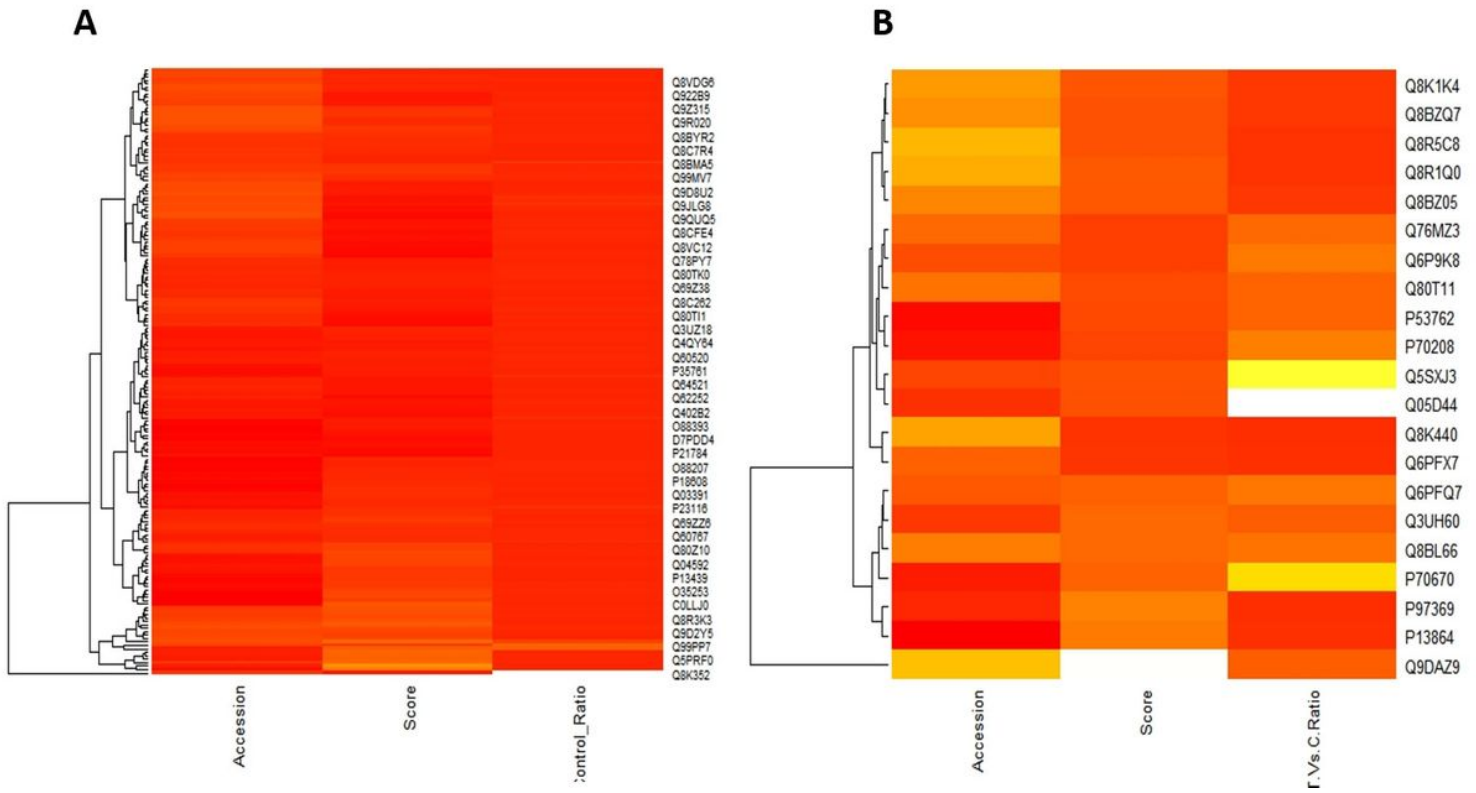 A
B
Q8VDG6
Q922B9
Q9Z315
Q9R020
Q8BYR2
Q8C7R4
Q8BMA5
Q99MV7
Q9D8U2
Q9JLG8
Q9QUQ5
Q8CFE4
Q8VC12
Q78PY7
Q80TK0
Q69Z38
Q8C262
Q80TI1
Q3UZ18
Q4QY64
Q60520
P35761
Q64521
Q62252
Q402B2
O88393
D7PDD4
P21784
O88207
P18608
Q03391
P23116
Q69ZZ6
Q60767
Q80Z10
Q04592
P13439
O35253
C0LLJ0
Q8R3K3
Q9D2Y5
Q99PP7
Q5PRF0
Q8K352
Accession
Score
Control_Ratio
Q8K1K4
Q8BZQ7
Q8R5C8
Q8R1Q0
Q8BZ05
Q76MZ3
Q6P9K8
Q80T11
P53762
P70208
Q5SXJ3
Q05D44
Q8K440
Q6PFX7
Q6PFQ7
Q3UH60
Q8BL66
P70670
P97369
P13864
Q9DAZ9
Accession
Score
T.Vs.C.Ratio